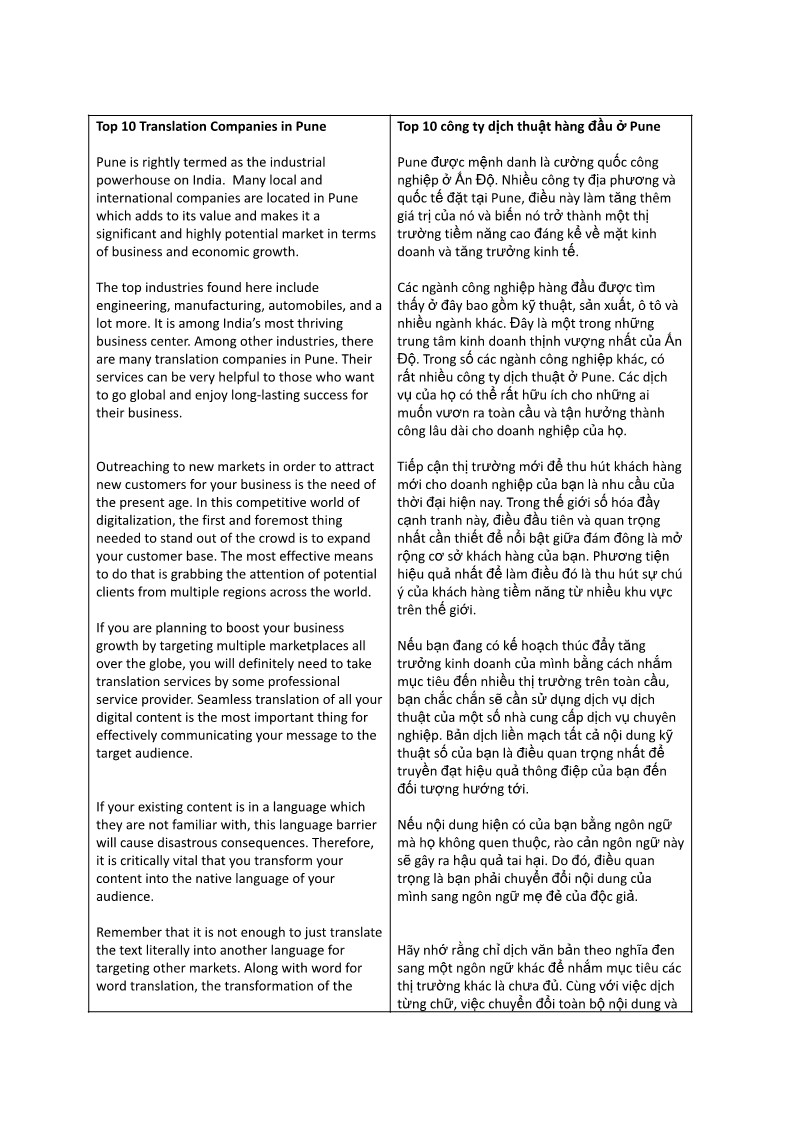 Top 10 Translation Companies in Pune
Pune is rightly termed as the industrial
powerhouse on India.  Many local and
international companies are located in Pune
which adds to its value and makes it a
significant and highly potential market in terms
of business and economic growth.
The top industries found here include
engineering, manufacturing, automobiles, and a
lot more. It is among India’s most thriving
business center. Among other industries, there
are many translation companies in Pune. Their
services can be very helpful to those who want
to go global and enjoy long-lasting success for
their business.
Outreaching to new markets in order to attract
new customers for your business is the need of
the present age. In this competitive world of
digitalization, the first and foremost thing
needed to stand out of the crowd is to expand
your customer base. The most effective means
to do that is grabbing the attention of potential
clients from multiple regions across the world.
If you are planning to boost your business
growth by targeting multiple marketplaces all
over the globe, you will definitely need to take
translation services by some professional
service provider. Seamless translation of all your
digital content is the most important thing for
effectively communicating your message to the
target audience.
If your existing content is in a language which
they are not familiar with, this language barrier
will cause disastrous consequences. Therefore,
it is critically vital that you transform your
content into the native language of your
audience.
Remember that it is not enough to just translate
the text literally into another language for
targeting other markets. Along with word for
word translation, the transformation of the
Top 10 công ty dịch thuật hàng đầu ở Pune
Pune được mệnh danh là cường quốc công
nghiệp ở Ấn Độ. Nhiều công ty địa phương và
quốc tế đặt tại Pune, điều này làm tăng thêm
giá trị của nó và biến nó trở thành một thị
trường tiềm năng cao đáng kể về mặt kinh
doanh và tăng trưởng kinh tế.
Các ngành công nghiệp hàng đầu được tìm
thấy ở đây bao gồm kỹ thuật, sản xuất, ô tô và
nhiều ngành khác. Đây là một trong những
trung tâm kinh doanh thịnh vượng nhất của Ấn
Độ. Trong số các ngành công nghiệp khác, có
rất nhiều công ty dịch thuật ở Pune. Các dịch
vụ của họ có thể rất hữu ích cho những ai
muốn vươn ra toàn cầu và tận hưởng thành
công lâu dài cho doanh nghiệp của họ.
Tiếp cận thị trường mới để thu hút khách hàng
mới cho doanh nghiệp của bạn là nhu cầu của
thời đại hiện nay. Trong thế giới số hóa đầy
cạnh tranh này, điều đầu tiên và quan trọng
nhất cần thiết để nổi bật giữa đám đông là mở
rộng cơ sở khách hàng của bạn. Phương tiện
hiệu quả nhất để làm điều đó là thu hút sự chú
ý của khách hàng tiềm năng từ nhiều khu vực
trên thế giới.
Nếu bạn đang có kế hoạch thúc đẩy tăng
trưởng kinh doanh của mình bằng cách nhắm
mục tiêu đến nhiều thị trường trên toàn cầu,
bạn chắc chắn sẽ cần sử dụng dịch vụ dịch
thuật của một số nhà cung cấp dịch vụ chuyên
nghiệp. Bản dịch liền mạch tất cả nội dung kỹ
thuật số của bạn là điều quan trọng nhất để
truyền đạt hiệu quả thông điệp của bạn đến
đối tượng hướng tới.
Nếu nội dung hiện có của bạn bằng ngôn ngữ
mà họ không quen thuộc, rào cản ngôn ngữ này
sẽ gây ra hậu quả tai hại. Do đó, điều quan
trọng là bạn phải chuyển đổi nội dung của
mình sang ngôn ngữ mẹ đẻ của độc giả.
Hãy nhớ rằng chỉ dịch văn bản theo nghĩa đen
sang một ngôn ngữ khác để nhắm mục tiêu các
thị trường khác là chưa đủ. Cùng với việc dịch
từng chữ, việc chuyển đổi toàn bộ nội dung và